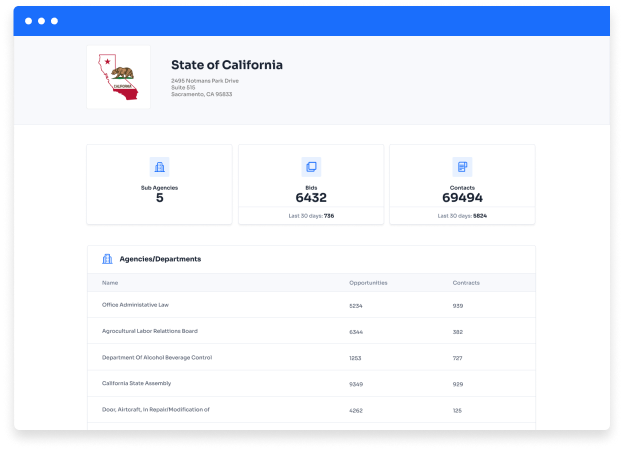 CALIFORNIA
State of California
2495 Notmans Park Drive
Suite 515
Sacramento, CA 95833
Sub Agencies
5
Bids
6432
Last 30 days: 736
Contacts
69494
Last 30 days: 5824
Agencies/Departments
Name Opportunities Contracts
Office Administative Law 5234 939
Agrocultural Labor Relattions Board 6344 382
Department Of Alcohol Beverage Control 1253 727
California State Assembly 9349 929
Door, Airtcraft, In Repair/Modification of 4262 125